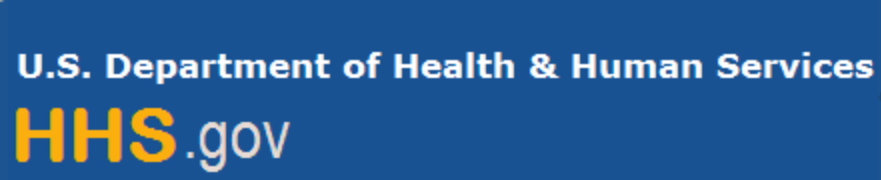 U.S. Department of Health & Human Services
HHS.gov